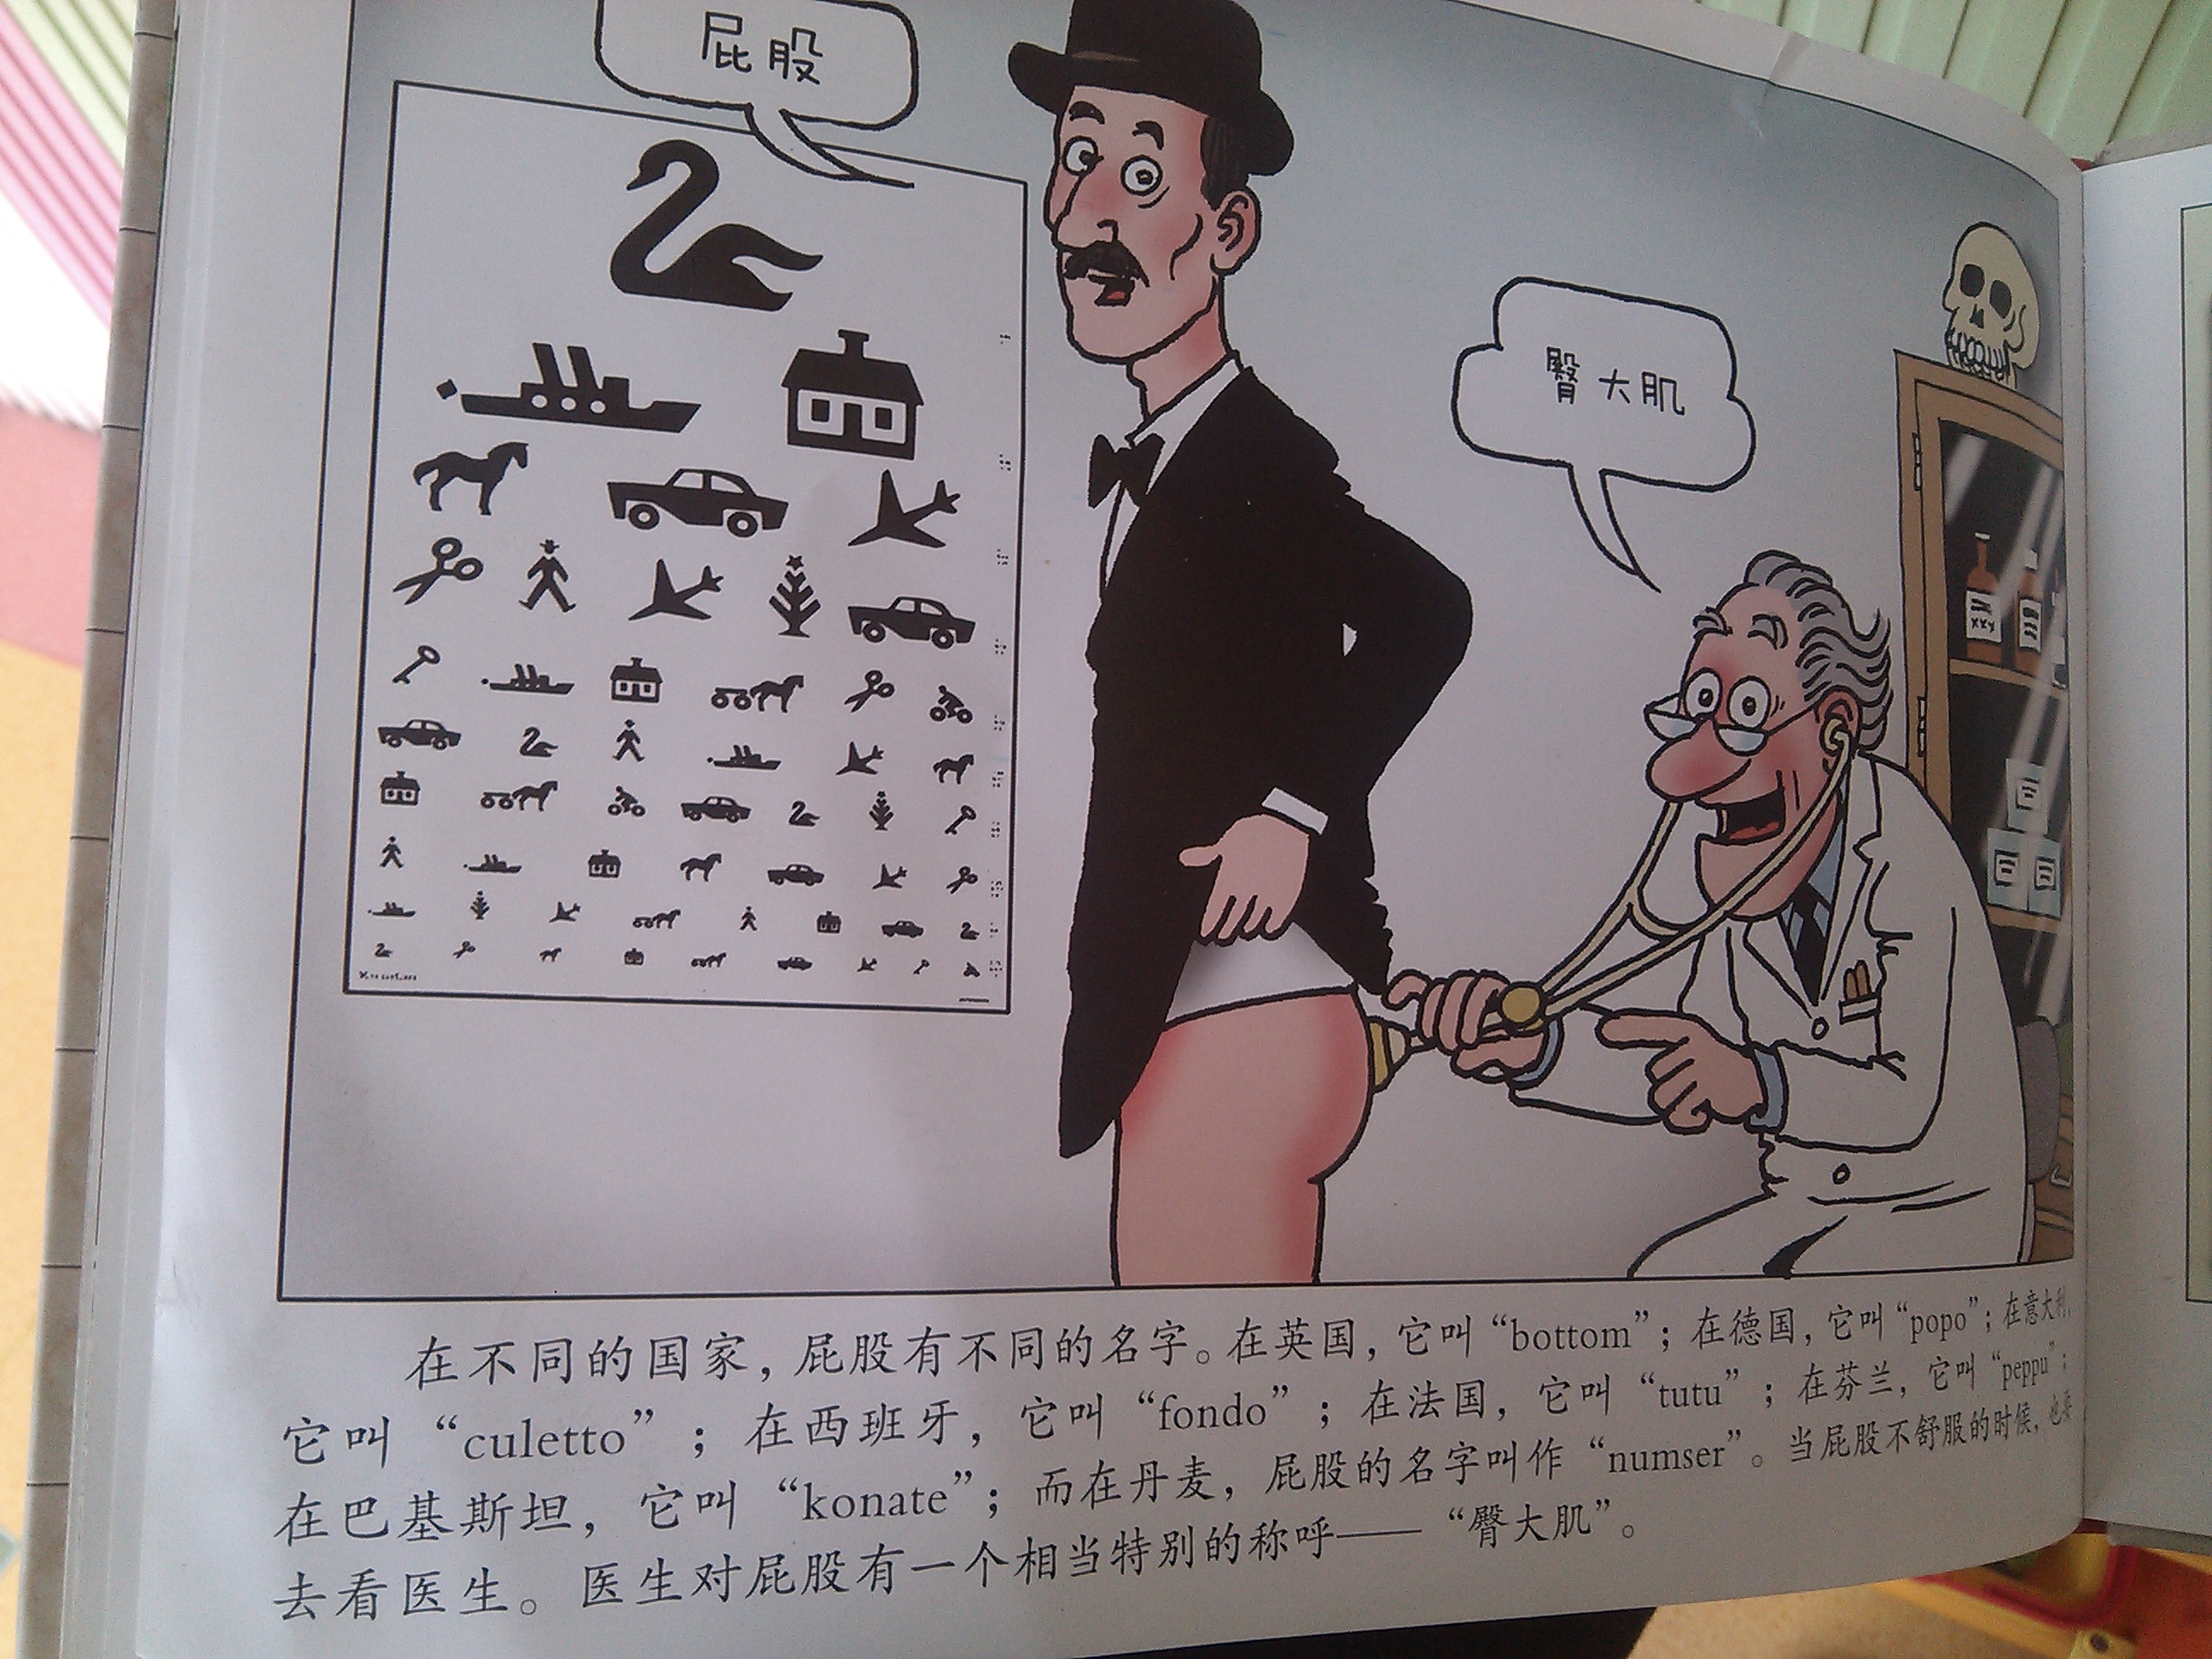 屁股
臀大肌
在不同的国家，屁股有不同的名字。在英国，它叫“bottom”；在德国，它叫“popo”；在意大利，
它叫“culetto”；在西班牙，它叫“fondo”；在法国，它叫“tutu”；在芬兰，它叫“peppu”；
在巴基斯坦，它叫“konate”；而在丹麦，屁股的名字叫作“numser”。当屁股不舒服的时候，也要
去看医生。医生对屁股有一个相当特别的称呼——“臀大肌”。